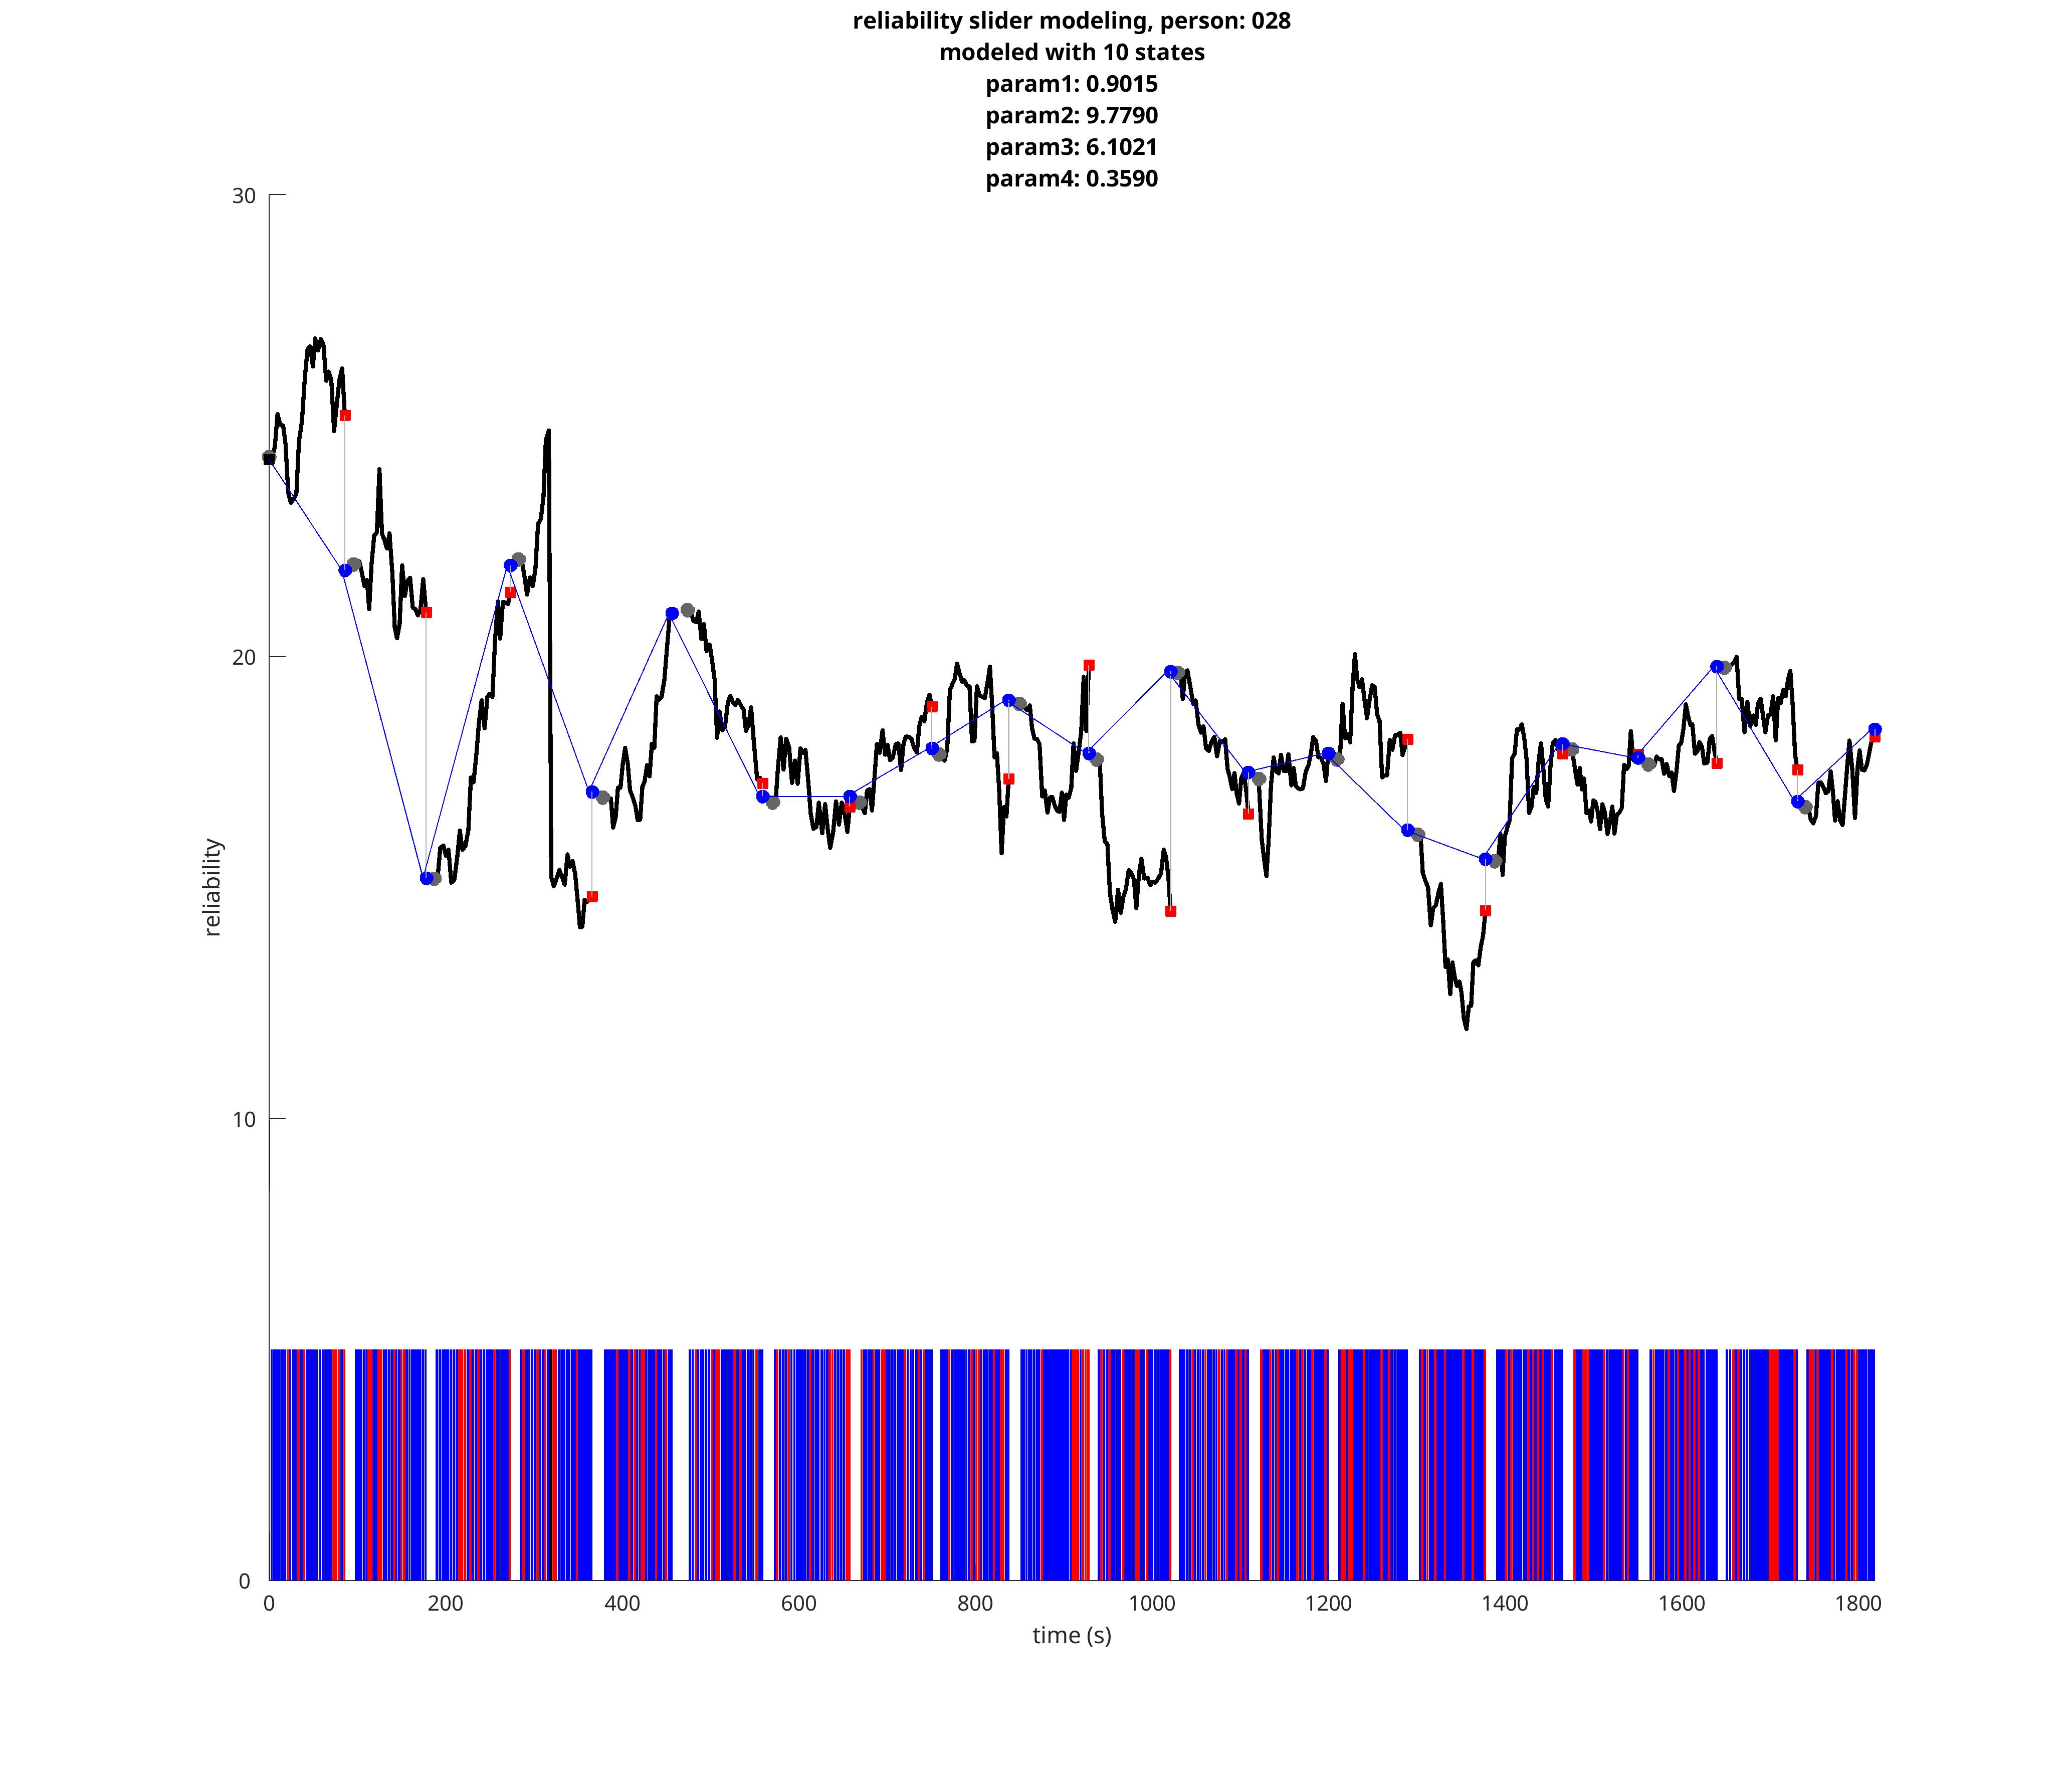 reliability slider modeling, person: 028
modeled with 10 states
param1: 0.9015
param2: 9.7790
param3: 6.1021
param4: 0.3590
30
20
10
0
reliability
0 200 400 600 800 1000 1200 1400 1600 1800
time (s)